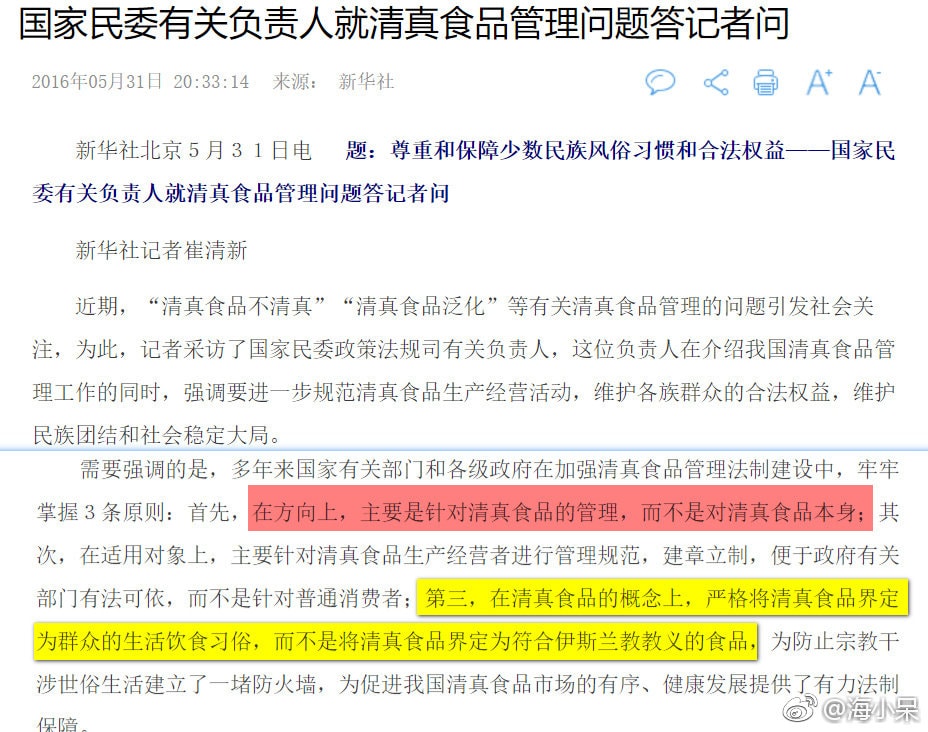 国家民委有关负责人就清真食品管理问题答记者问
2016年05月31日 20:33:14 来源： 新华社
A+ A-
新华社北京５月３１日电 题：尊重和保障少数民族风俗习惯和合法权益——国家民
委有关负责人就清真食品管理问题答记者问
新华社记者崔清新
近期，“清真食品不清真”“清真食品泛化”等有关清真食品管理的问题引发社会关
注，为此，记者采访了国家民委政策法规司有关负责人，这位负责人在介绍我国清真食品管
理工作的同时，强调要进一步规范清真食品生产经营活动，维护各族群众的合法权益，维护
民族团结和社会稳定大局。
需要强调的是，多年来国家有关部门和各级政府在加强清真食品管理法制建设中，牢牢
掌握３条原则：首先，在方向上，主要是针对清真食品的管理，而不是对清真食品本身；其
次，在适用对象上，主要针对清真食品生产经营者进行管理规范，建章立制，便于政府有关
部门有法可依，而不是针对普通消费者；第三，在清真食品的概念上，严格将清真食品界定
为群众的生活饮食习俗，而不是将清真食品界定为符合伊斯兰教教义的食品，为防止宗教干
涉世俗生活建立了一堵防火墙，为促进我国清真食品市场的有序、健康发展提供了有力法制
保障。
@海小呆